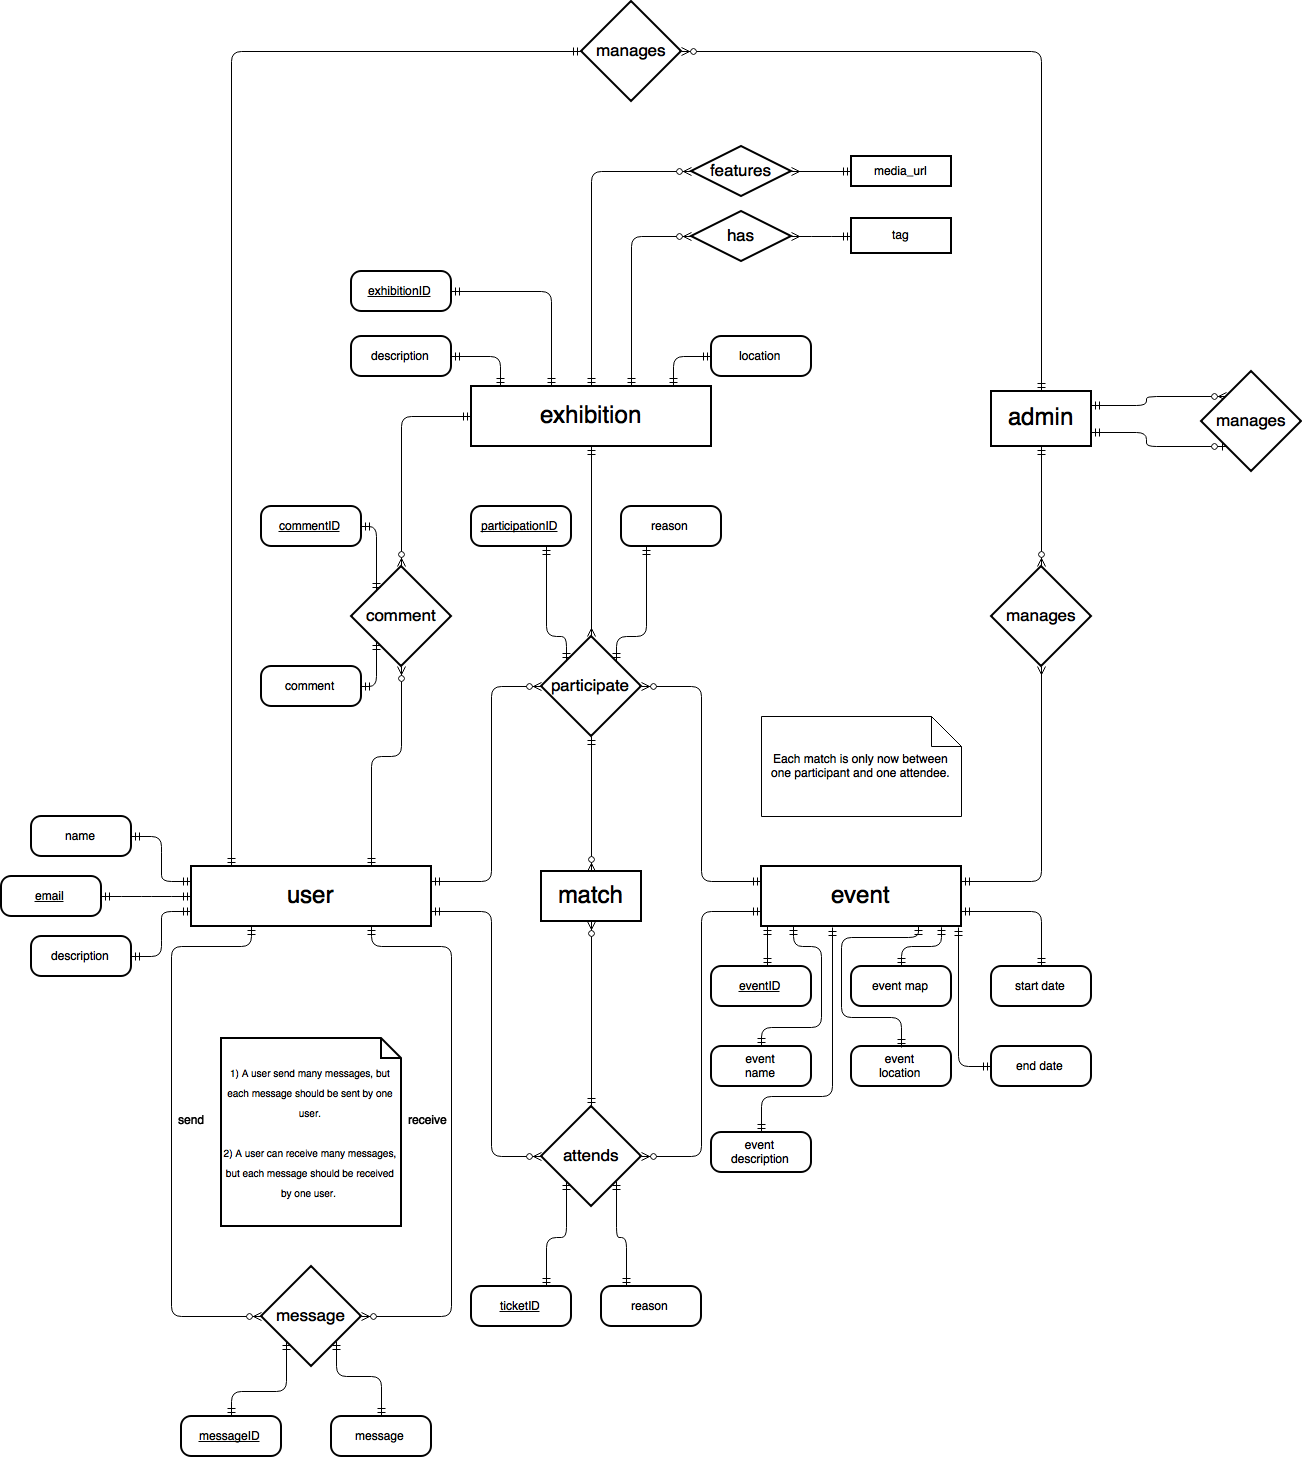 manages
features
media_url
has
tag
exhibitionID
description
location
exhibition
admin
manages
commentID
participationID
reason
comment
manages
comment
participate
Each match is only now between
one participant and one attendee.
name
user
match
event
email
description
eventID
event map
start date
event
name
event
location
end date
1) A user send many messages, but
each message should be sent by one
user.
send
receive
2) A user can receive many messages,
but each message should be received
by one user.
attends
event
description
ticketID
reason
message
messageID
message